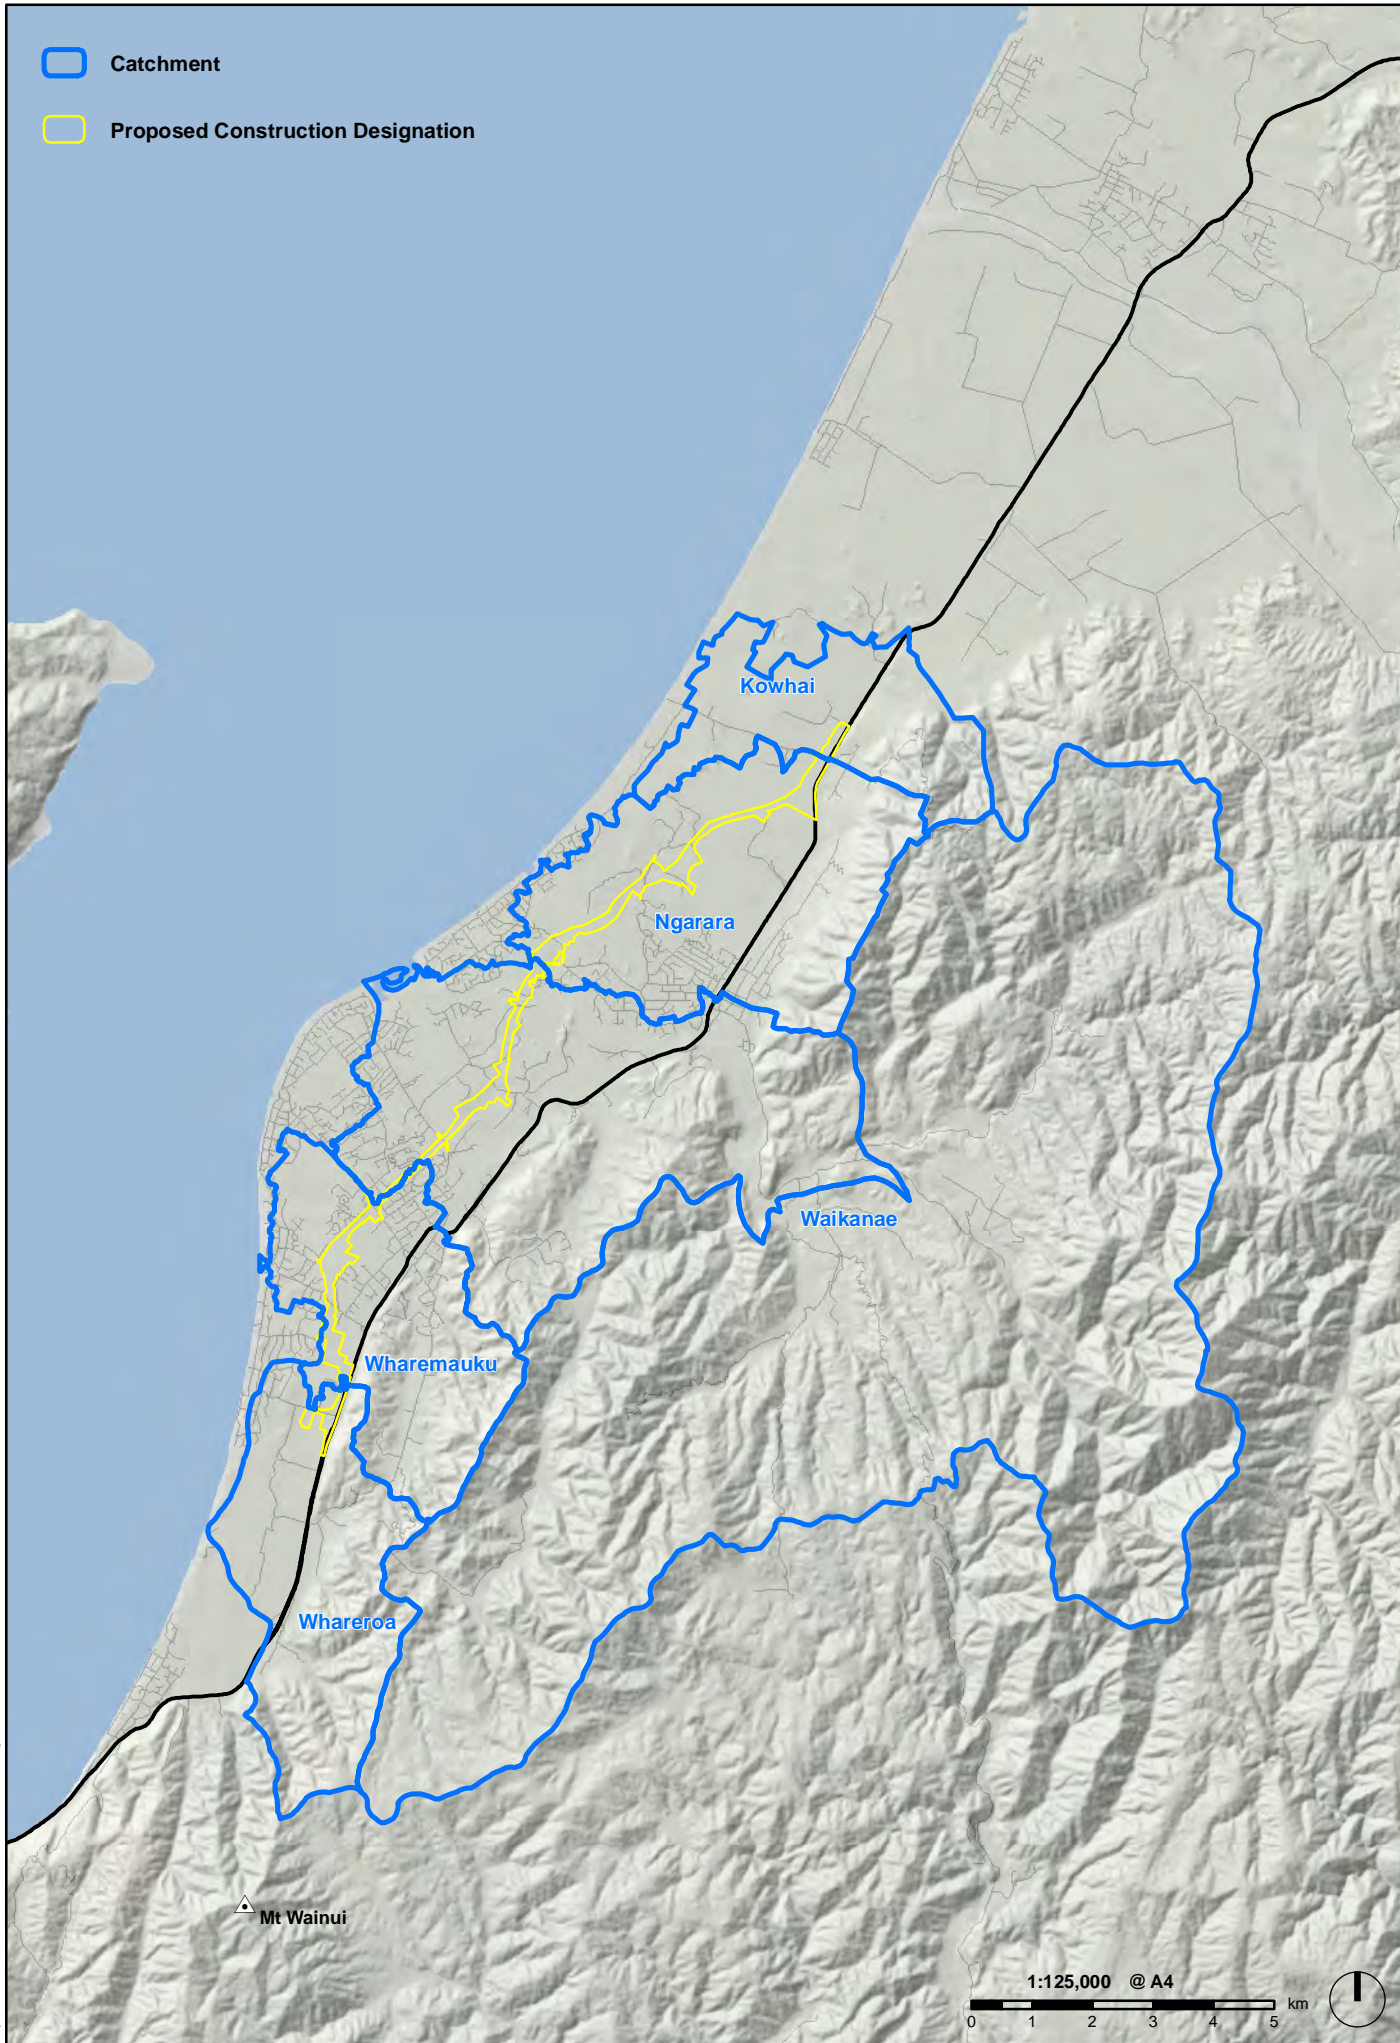 Catchment
Proposed Construction Designation
Kowhai
Ngarara
Waikanae
Wharemauku
Whareroa
Mt Wainui
1:125,000 @ A4
km
0 1 2 3 4 5